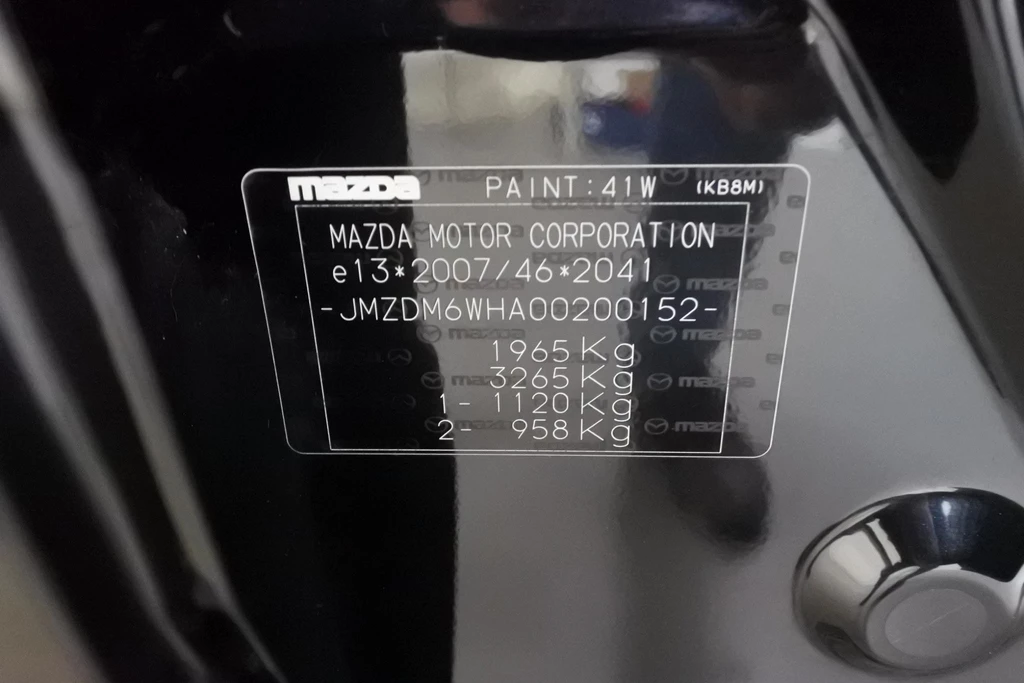 mazda PAINT:41W (KB8M)
MAZDA MOTOR CORPORATION
e13*2007/46*2041
-JMZDM6WHA00200152-
1965 Kg
3265 Kg
1- 1120 Kg
2- 958 Kg